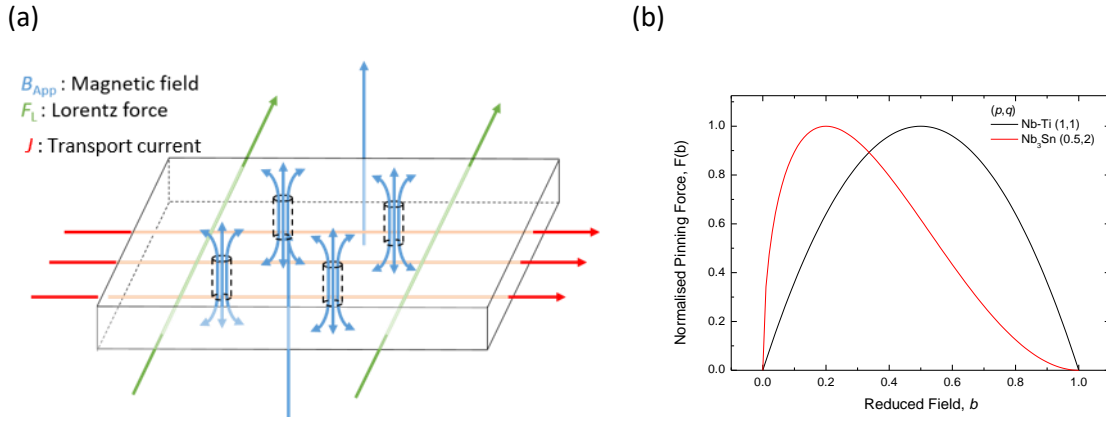 (a)
B_App : Magnetic field
F_L : Lorentz force
J : Transport current
(b)
(p,q)
Nb-Ti (1,1)
Nb₃Sn (0.5,2)
Normalised Pinning Force, F(b)
1.0
0.8
0.6
0.4
0.2
0.0
0.0 0.2 0.4 0.6 0.8 1.0
Reduced Field, b